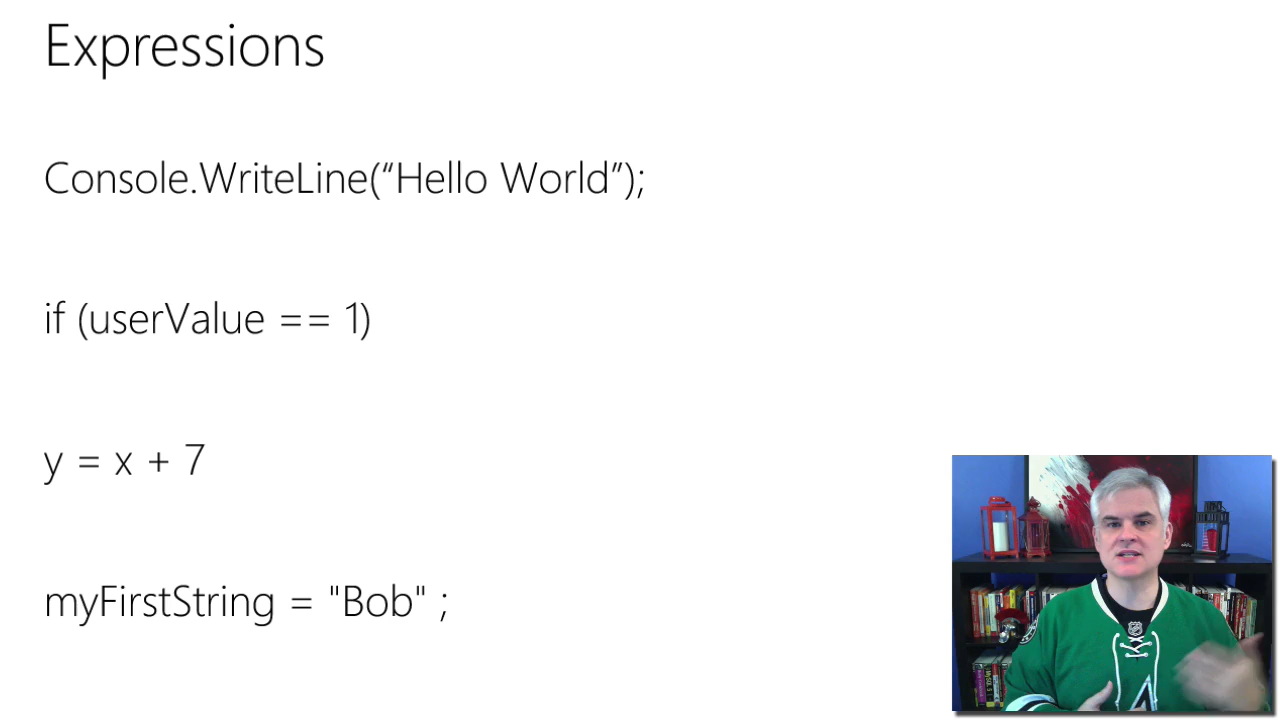 Expressions
Console.WriteLine(“Hello World”);
if (userValue == 1)
y = x + 7
myFirstString = "Bob" ;